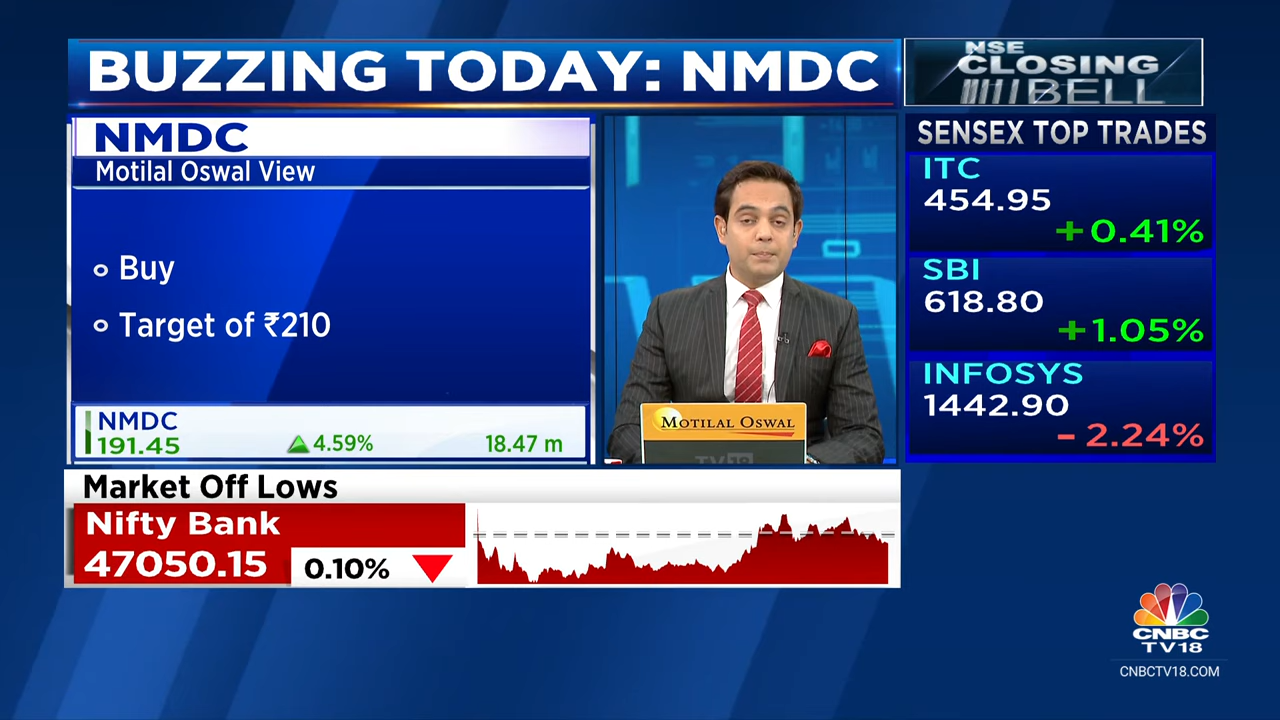 BUZZING TODAY: NMDC
NSE
CLOSING
BELL
NMDC
Motilal Oswal View
Buy
Target of ₹210
NMDC
191.45 4.59% 18.47 m
MOTILAL OSWAL
TV18
SENSEX TOP TRADES
ITC
454.95
+0.41%
SBI
618.80
+1.05%
INFOSYS
1442.90
-2.24%
Market Off Lows
Nifty Bank
47050.15 0.10%
CNBC
TV18
CNBCTV18.COM